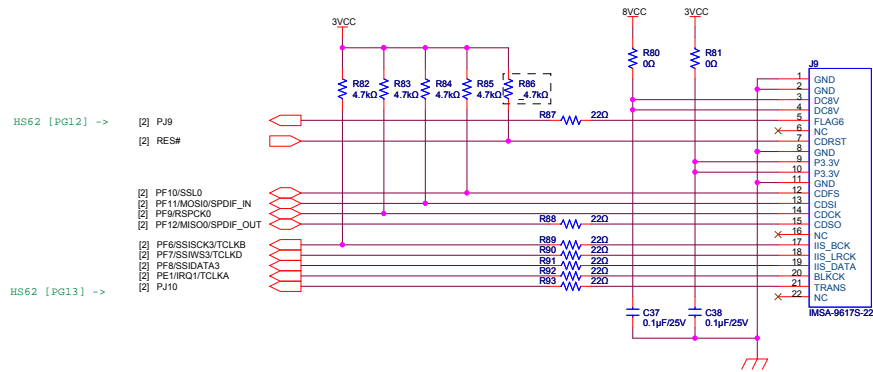 3VCC 8VCC 3VCC
R82 4.7kΩ
R83 4.7kΩ
R84 4.7kΩ
R85 4.7kΩ
R86 4.7kΩ
R80 0Ω
R81 0Ω
J9
HS62 [PG12] -> [2] PJ9 R87 22Ω
[2] RES#
[2] PF10/SSL0
[2] PF11/MOSI0/SPDIF_IN
[2] PF9/RSPCK0
[2] PF12/MISO0/SPDIF_OUT R88 22Ω
[2] PF6/SSISCK3/TCLKB R89 22Ω
[2] PF7/SSIWS3/TCLKD R90 22Ω
[2] PF8/SSIDATA3 R91 22Ω
[2] PE1/IRQ1/TCLKA R92 22Ω
HS62 [PG13] -> [2] PJ10 R93 22Ω
1 GND
2 GND
3 DC8V
4 DC8V
5 FLAG6
6 NC
7 CDRST
8 GND
9 P3.3V
10 P3.3V
11 GND
12 CDFS
13 CDSI
14 CDCK
15 CDSO
16 NC
17 IIS_BCK
18 IIS_LRCK
19 IIS_DATA
20 BLKCK
21 TRANS
22 NC
IMSA-9617S-22
C37 0.1µF/25V
C38 0.1µF/25V